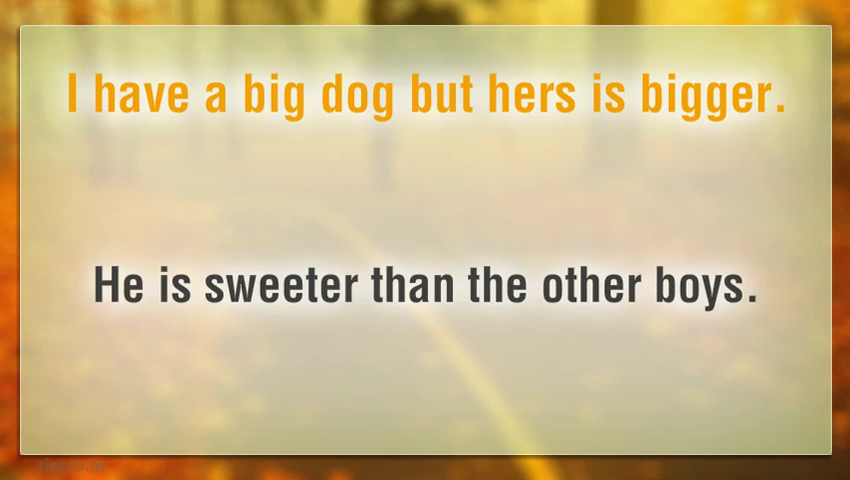 I have a big dog but hers is bigger.
He is sweeter than the other boys.